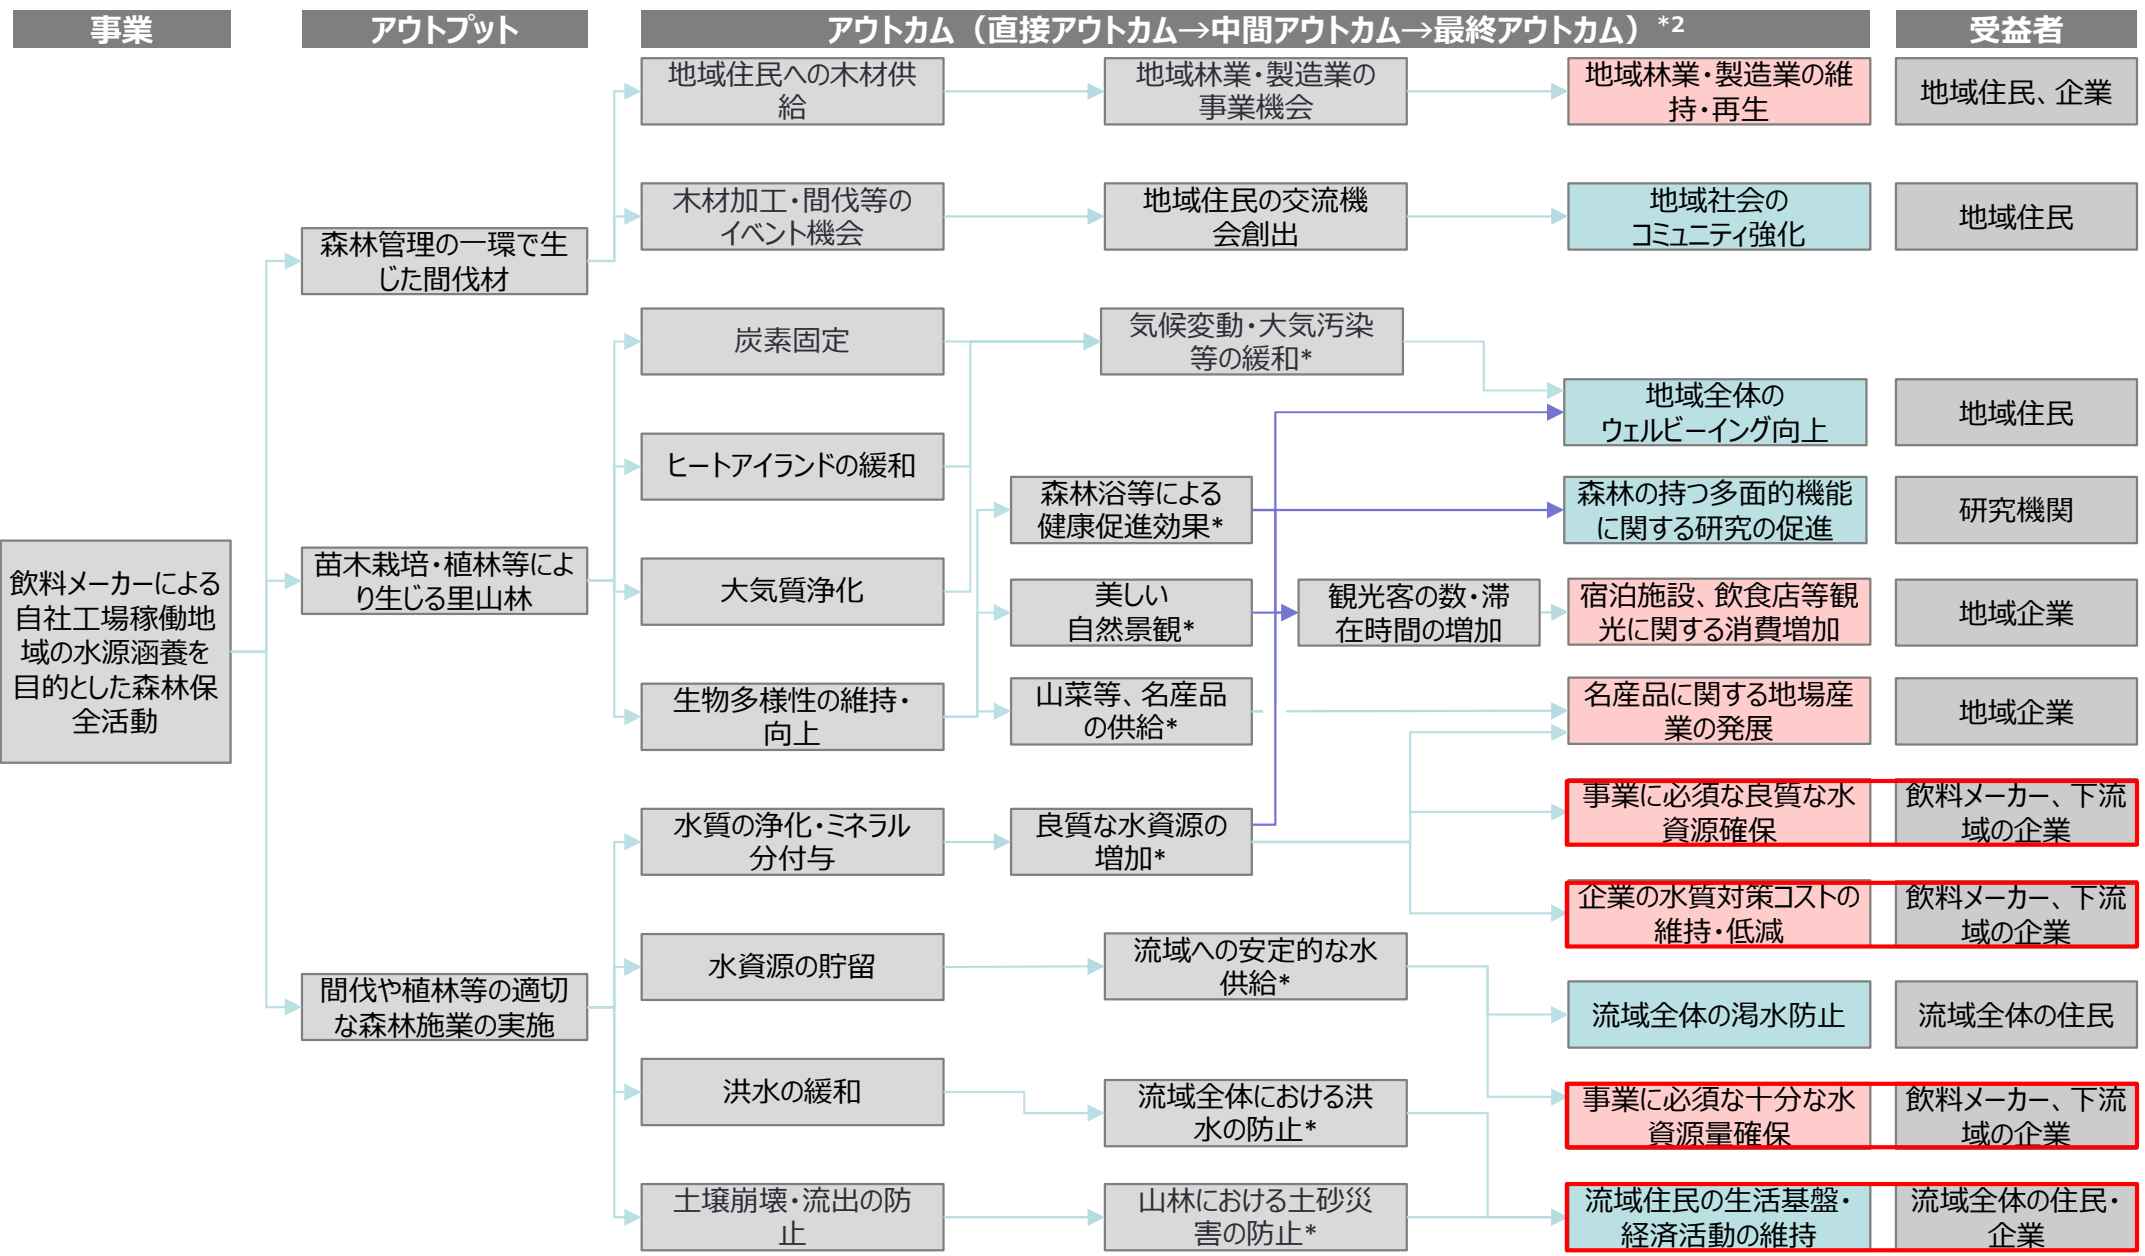 事業
アウトプット
アウトカム（直接アウトカム→中間アウトカム→最終アウトカム）*2
受益者
飲料メーカーによる
自社工場稼働地
域の水源涵養を
目的とした森林保
全活動
森林管理の一環で生
じた間伐材
苗木栽培・植林等によ
り生じる里山林
間伐や植林等の適切
な森林施業の実施
地域住民への木材供
給
地域林業・製造業の
事業機会
地域林業・製造業の維
持・再生
地域住民、企業
木材加工・間伐等の
イベント機会
地域住民の交流機
会創出
地域社会の
コミュニティ強化
地域住民
炭素固定
気候変動・大気汚染
等の緩和*
地域全体の
ウェルビーイング向上
地域住民
ヒートアイランドの緩和
森林浴等による
健康促進効果*
森林の持つ多面的機能
に関する研究の促進
研究機関
大気質浄化
美しい
自然景観*
観光客の数・滞
在時間の増加
宿泊施設、飲食店等観
光に関する消費増加
地域企業
生物多様性の維持・
向上
山菜等、名産品
の供給*
名産品に関する地場産
業の発展
地域企業
水質の浄化・ミネラル
分付与
良質な水資源の
増加*
事業に必須な良質な水
資源確保
飲料メーカー、下流
域の企業
企業の水質対策コストの
維持・低減
飲料メーカー、下流
域の企業
水資源の貯留
流域への安定的な水
供給*
流域全体の渇水防止
流域全体の住民
洪水の緩和
流域全体における洪
水の防止*
事業に必須な十分な水
資源量確保
飲料メーカー、下流
域の企業
土壌崩壊・流出の防
止
山林における土砂災
害の防止*
流域住民の生活基盤・
経済活動の維持
流域全体の住民・
企業